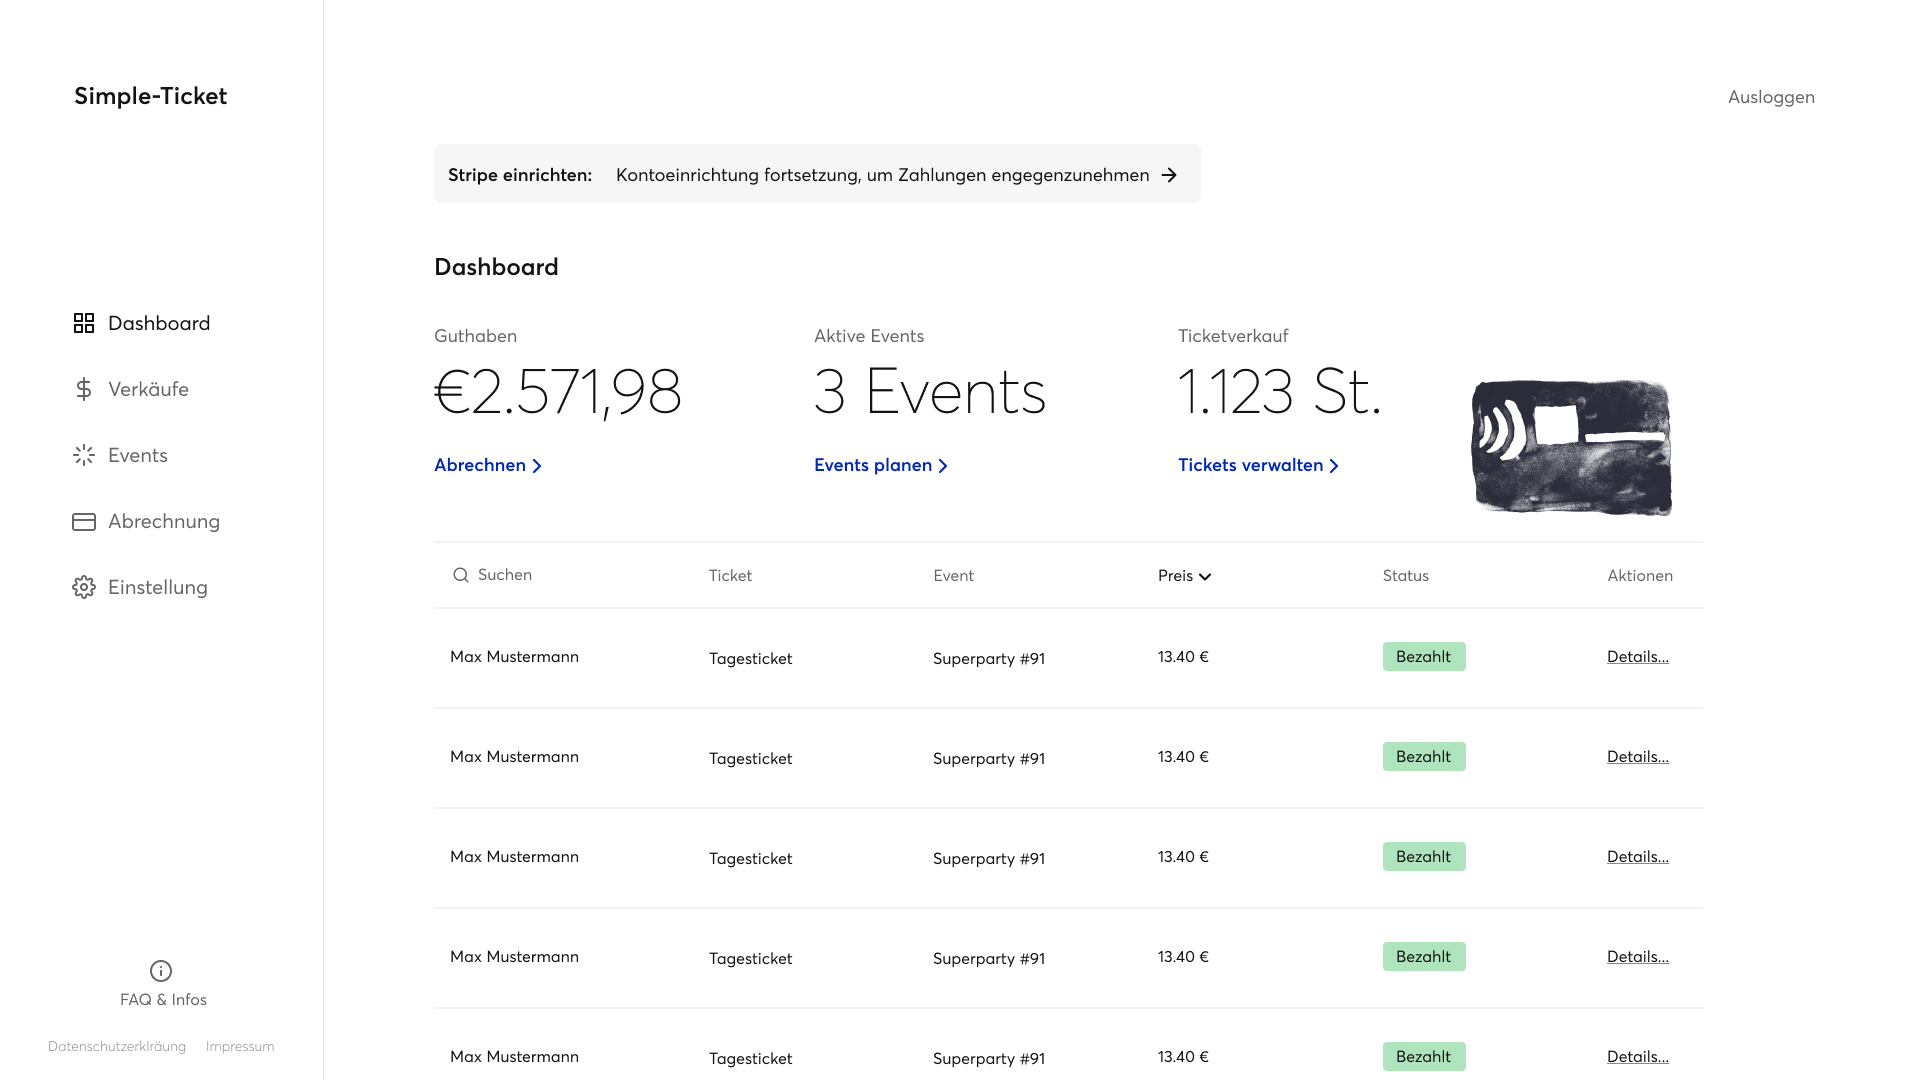 Simple-Ticket
Ausloggen
Stripe einrichten: Kontoeinrichtung fortsetzung, um Zahlungen engegenzunehmen
Dashboard
Dashboard
Verkäufe
Events
Abrechnung
Einstellung
Guthaben
€2.571,98
Abrechnen
Aktive Events
3 Events
Events planen
Ticketverkauf
1.123 St.
Tickets verwalten
Suchen Ticket Event Preis Status Aktionen
Max Mustermann Tagesticket Superparty #91 13.40 € Bezahlt Details...
Max Mustermann Tagesticket Superparty #91 13.40 € Bezahlt Details...
Max Mustermann Tagesticket Superparty #91 13.40 € Bezahlt Details...
Max Mustermann Tagesticket Superparty #91 13.40 € Bezahlt Details...
Max Mustermann Tagesticket Superparty #91 13.40 € Bezahlt Details...
FAQ & Infos
Datenschutzerklräung Impressum